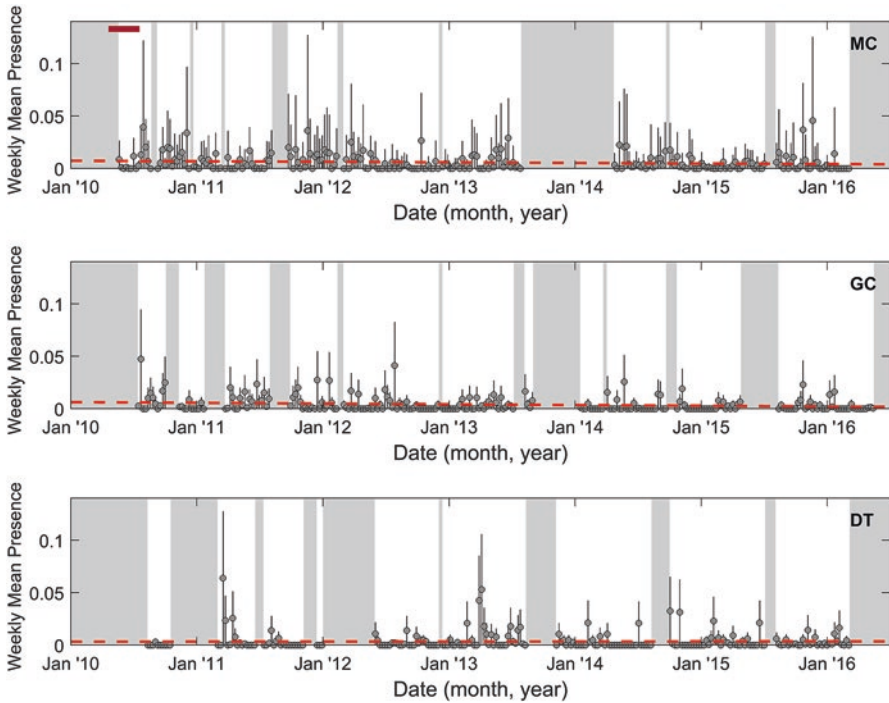 MC
Weekly Mean Presence
0.1
0.05
0
Jan 10 Jan '11 Jan '12 Jan '13 Jan '14 Jan '15 Jan '16
Date (month, year)
GC
Weekly Mean Presence
0.1
0.05
0
Jan 10 Jan '11 Jan '12 Jan '13 Jan '14 Jan '15 Jan '16
Date (month, year)
DT
Weekly Mean Presence
0.1
0.05
0
Jan 10 Jan '11 Jan '12 Jan '13 Jan '14 Jan '15 Jan '16
Date (month, year)